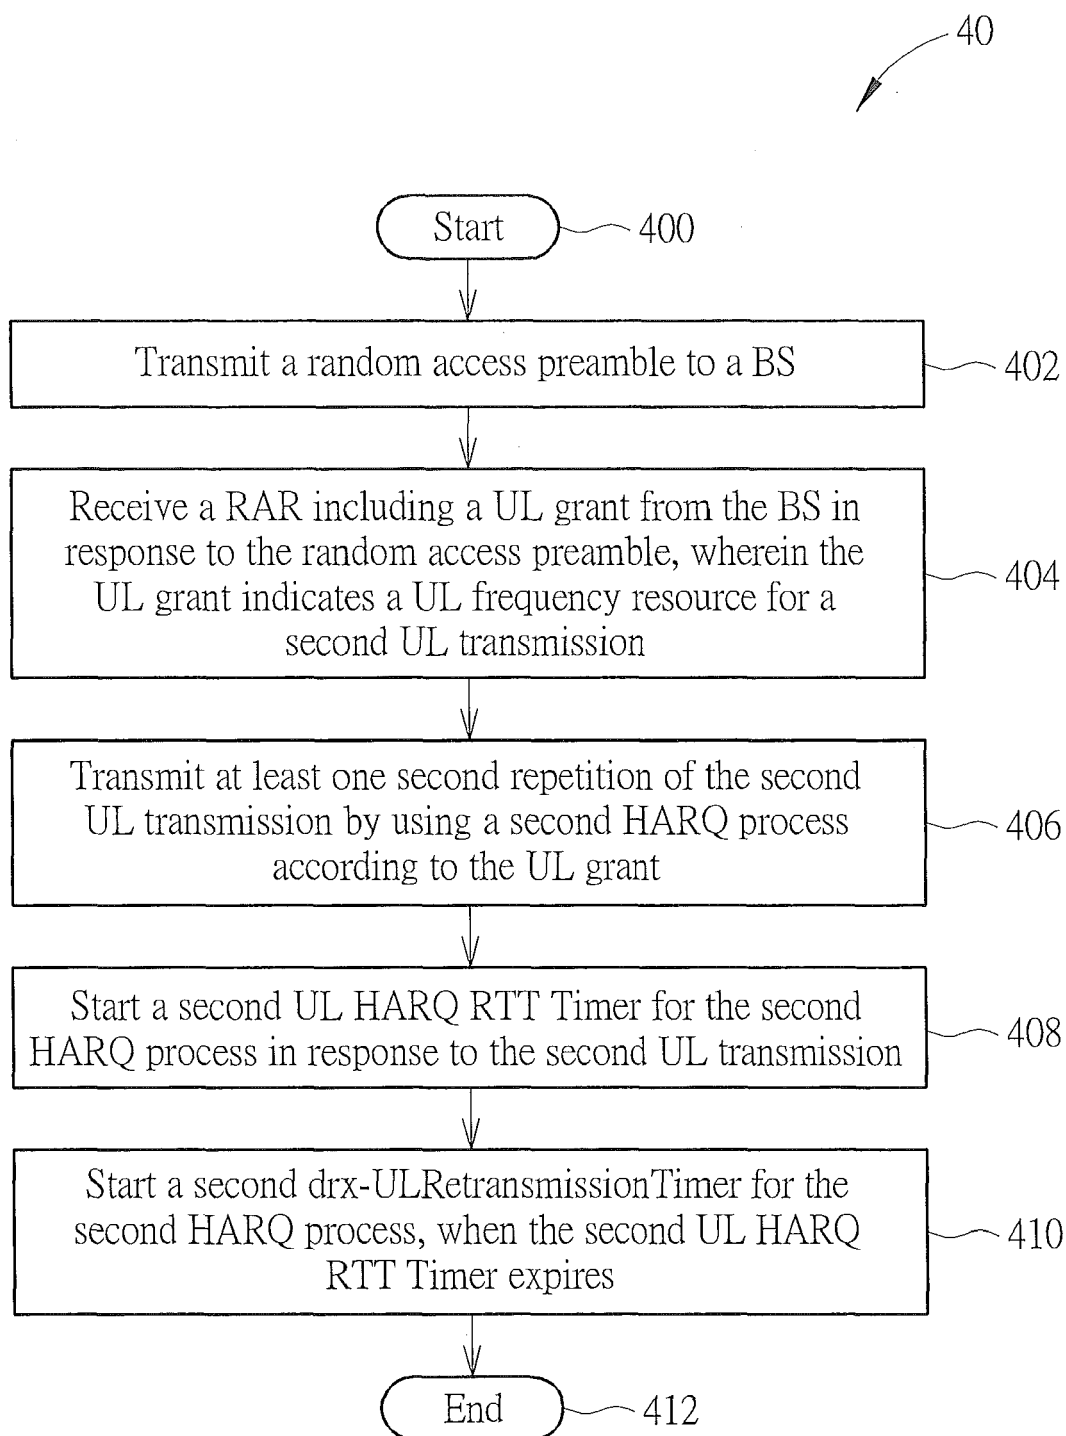 40
Start
400
Transmit a random access preamble to a BS
402
Receive a RAR including a UL grant from the BS in
response to the random access preamble, wherein the
UL grant indicates a UL frequency resource for a
second UL transmission
404
Transmit at least one second repetition of the second
UL transmission by using a second HARQ process
according to the UL grant
406
Start a second UL HARQ RTT Timer for the second
HARQ process in response to the second UL transmission
408
Start a second drx-ULRetransmissionTimer for the
second HARQ process, when the second UL HARQ
RTT Timer expires
410
End
412